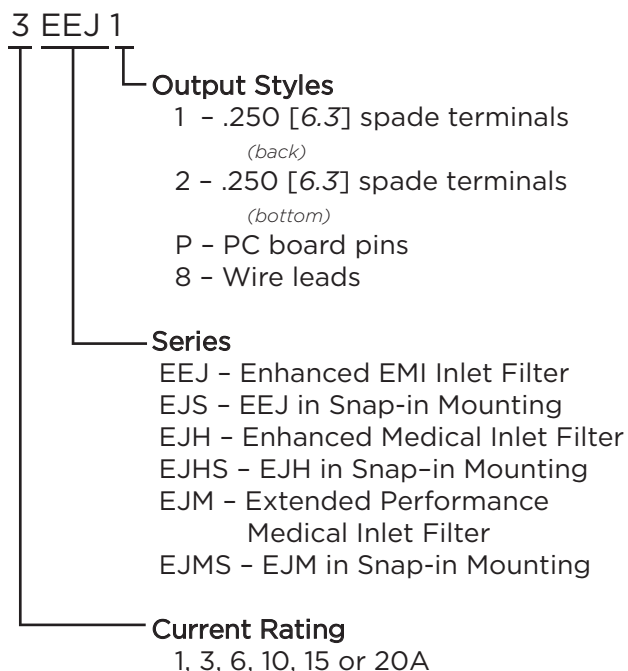 3 EEJ 1
Output Styles
1 – .250 [6.3] spade terminals
(back)
2 – .250 [6.3] spade terminals
(bottom)
P – PC board pins
8 – Wire leads
Series
EEJ – Enhanced EMI Inlet Filter
EJS – EEJ in Snap-in Mounting
EJH – Enhanced Medical Inlet Filter
EJHS – EJH in Snap–in Mounting
EJM – Extended Performance
Medical Inlet Filter
EJMS – EJM in Snap-in Mounting
Current Rating
1, 3, 6, 10, 15 or 20A